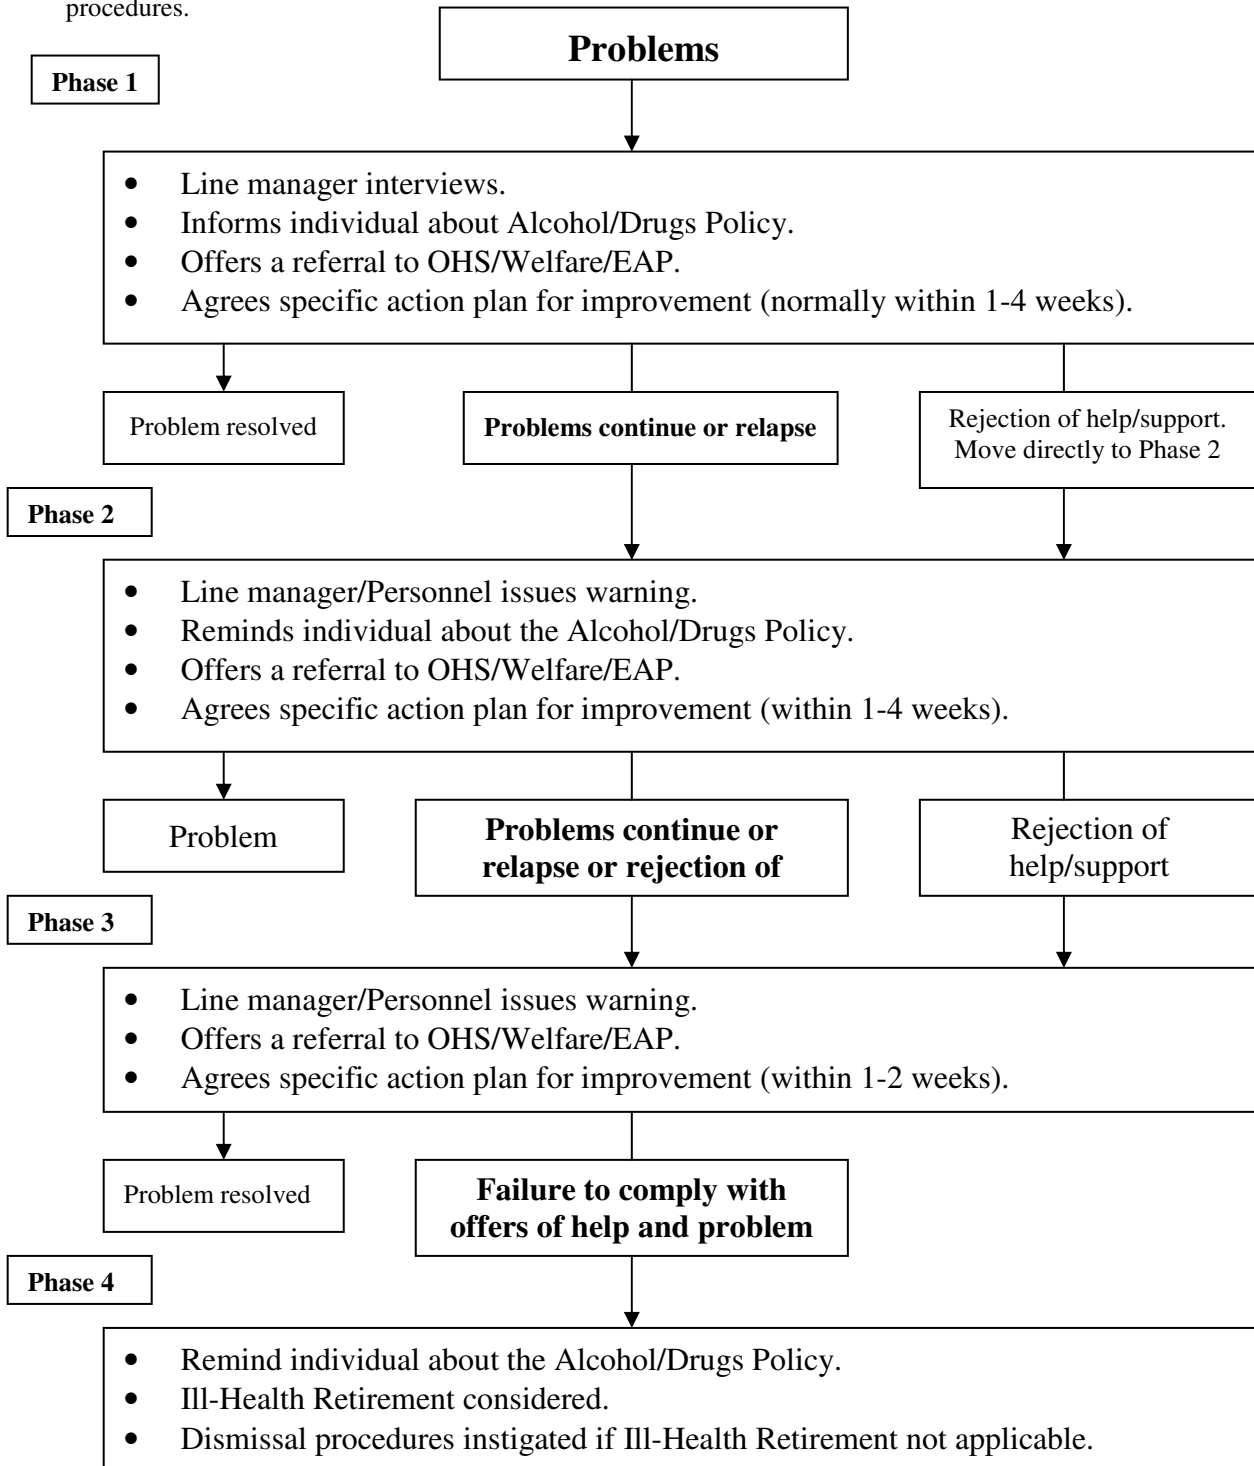 procedures.
Problems
Phase 1
• Line manager interviews.
• Informs individual about Alcohol/Drugs Policy.
• Offers a referral to OHS/Welfare/EAP.
• Agrees specific action plan for improvement (normally within 1-4 weeks).
Problem resolved
Problems continue or relapse
Rejection of help/support.
Move directly to Phase 2
Phase 2
• Line manager/Personnel issues warning.
• Reminds individual about the Alcohol/Drugs Policy.
• Offers a referral to OHS/Welfare/EAP.
• Agrees specific action plan for improvement (within 1-4 weeks).
Problem
Problems continue or
relapse or rejection of
Rejection of
help/support
Phase 3
• Line manager/Personnel issues warning.
• Offers a referral to OHS/Welfare/EAP.
• Agrees specific action plan for improvement (within 1-2 weeks).
Problem resolved
Failure to comply with
offers of help and problem
Phase 4
• Remind individual about the Alcohol/Drugs Policy.
• Ill-Health Retirement considered.
• Dismissal procedures instigated if Ill-Health Retirement not applicable.